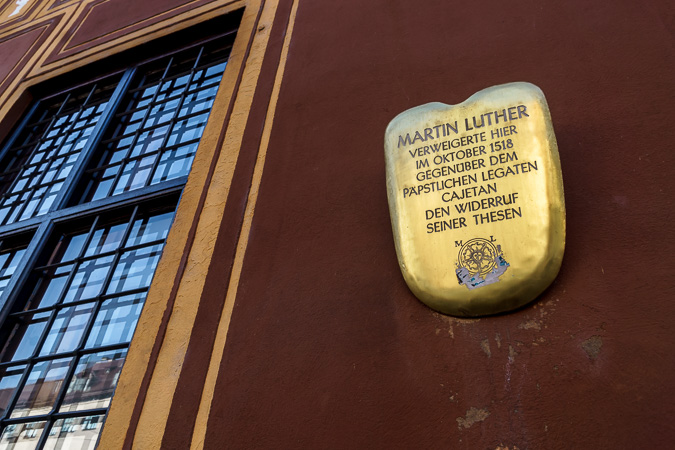 MARTIN LUTHER
VERWEIGERTE HIER
IM OKTOBER 1518
GEGENÜBER DEM
PÄPSTLICHEN LEGATEN
CAJETAN
DEN WIDERRUF
SEINER THESEN
M L